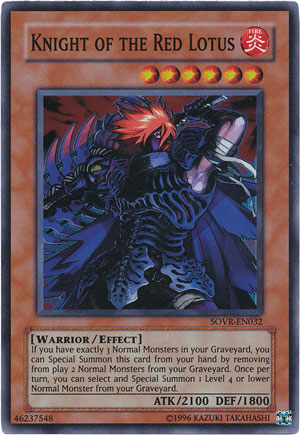 KNIGHT OF THE RED LOTUS
FIRE
炎
SOVR-EN032
[WARRIOR / EFFECT]
If you have exactly 3 Normal Monsters in your Graveyard, you
can Special Summon this card from your hand by removing
from play 2 Normal Monsters from your Graveyard. Once per
turn, you can select and Special Summon 1 Level 4 or lower
Normal Monster from your Graveyard.
ATK/2100 DEF/1800
46237548
©1996 KAZUKI TAKAHASHI